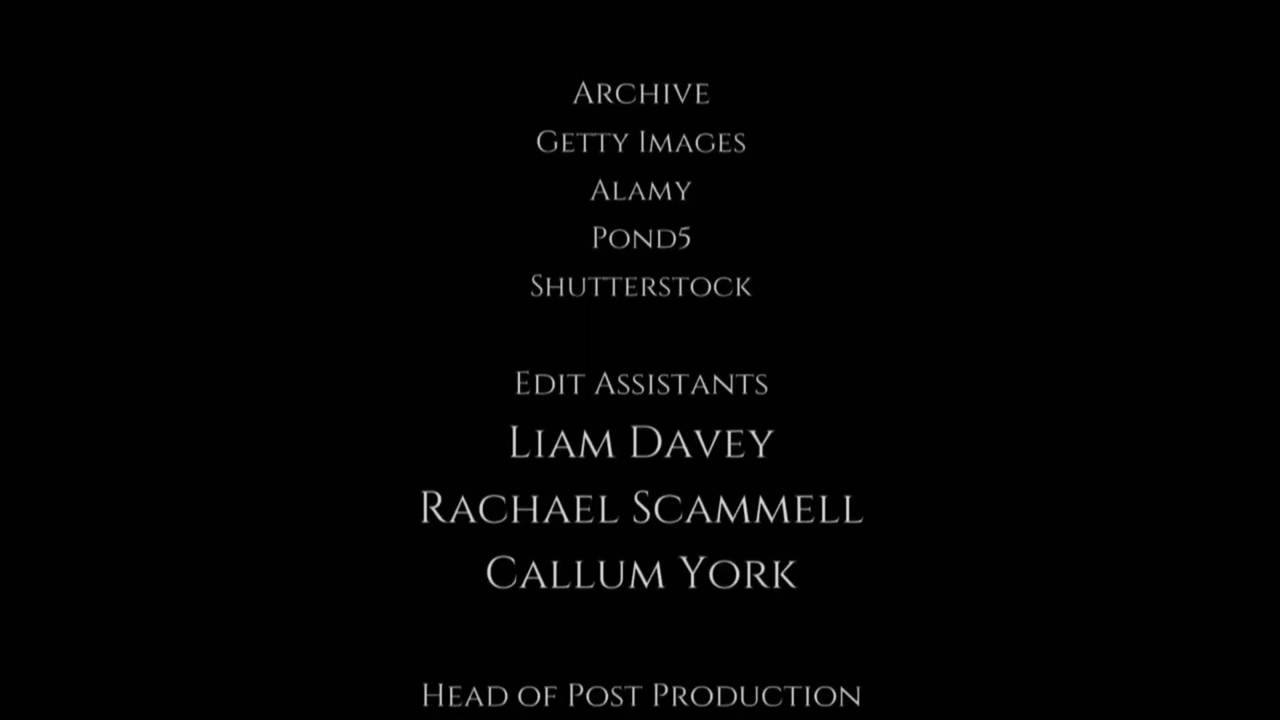 Archive
Getty Images
Alamy
Pond5
Shutterstock
Edit Assistants
Liam Davey
Rachael Scammell
Callum York
Head of Post Production